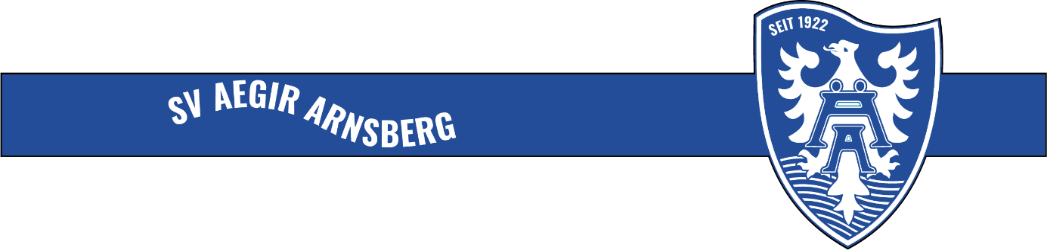 SV AEGIR ARNSBERG
SEIT 1922
Ä
A